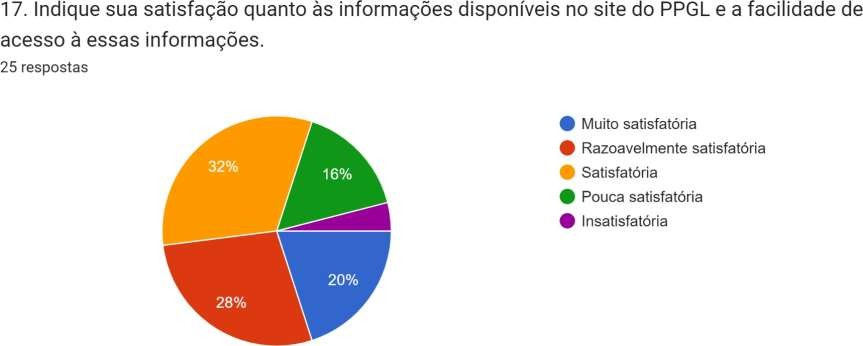 17. Indique sua satisfação quanto às informações disponíveis no site do PPGL e a facilidade de
acesso à essas informações.
25 respostas
Muito satisfatória
Razoavelmente satisfatória
Satisfatória
Pouca satisfatória
Insatisfatória
32%
16%
20%
28%